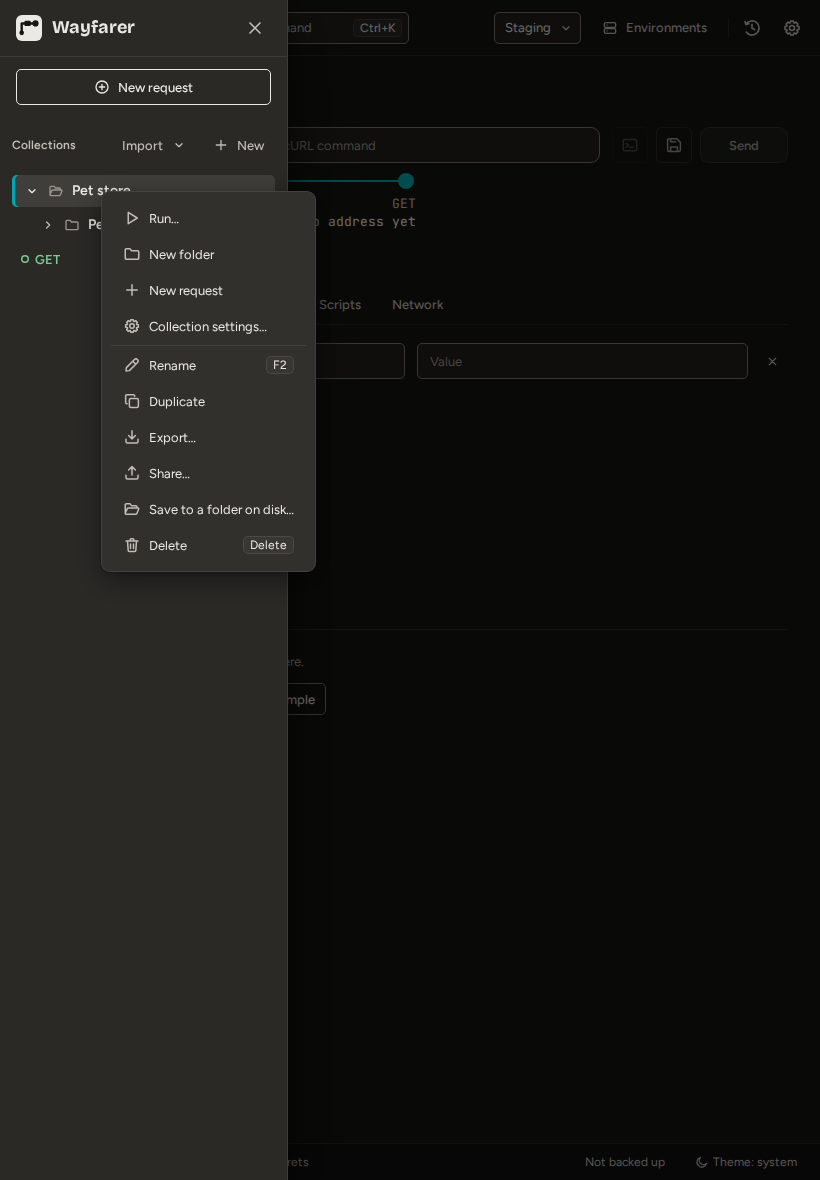 Wayfarer
Ctrl+K
Staging
Environments
New request
Collections
Import
New
cURL command
Send
Pet store
GET
address yet
GET
Scripts
Network
Value
Run...
New folder
New request
Collection settings...
Rename
F2
Duplicate
Export...
Share...
Save to a folder on disk...
Delete
Delete
Not backed up
Theme: system